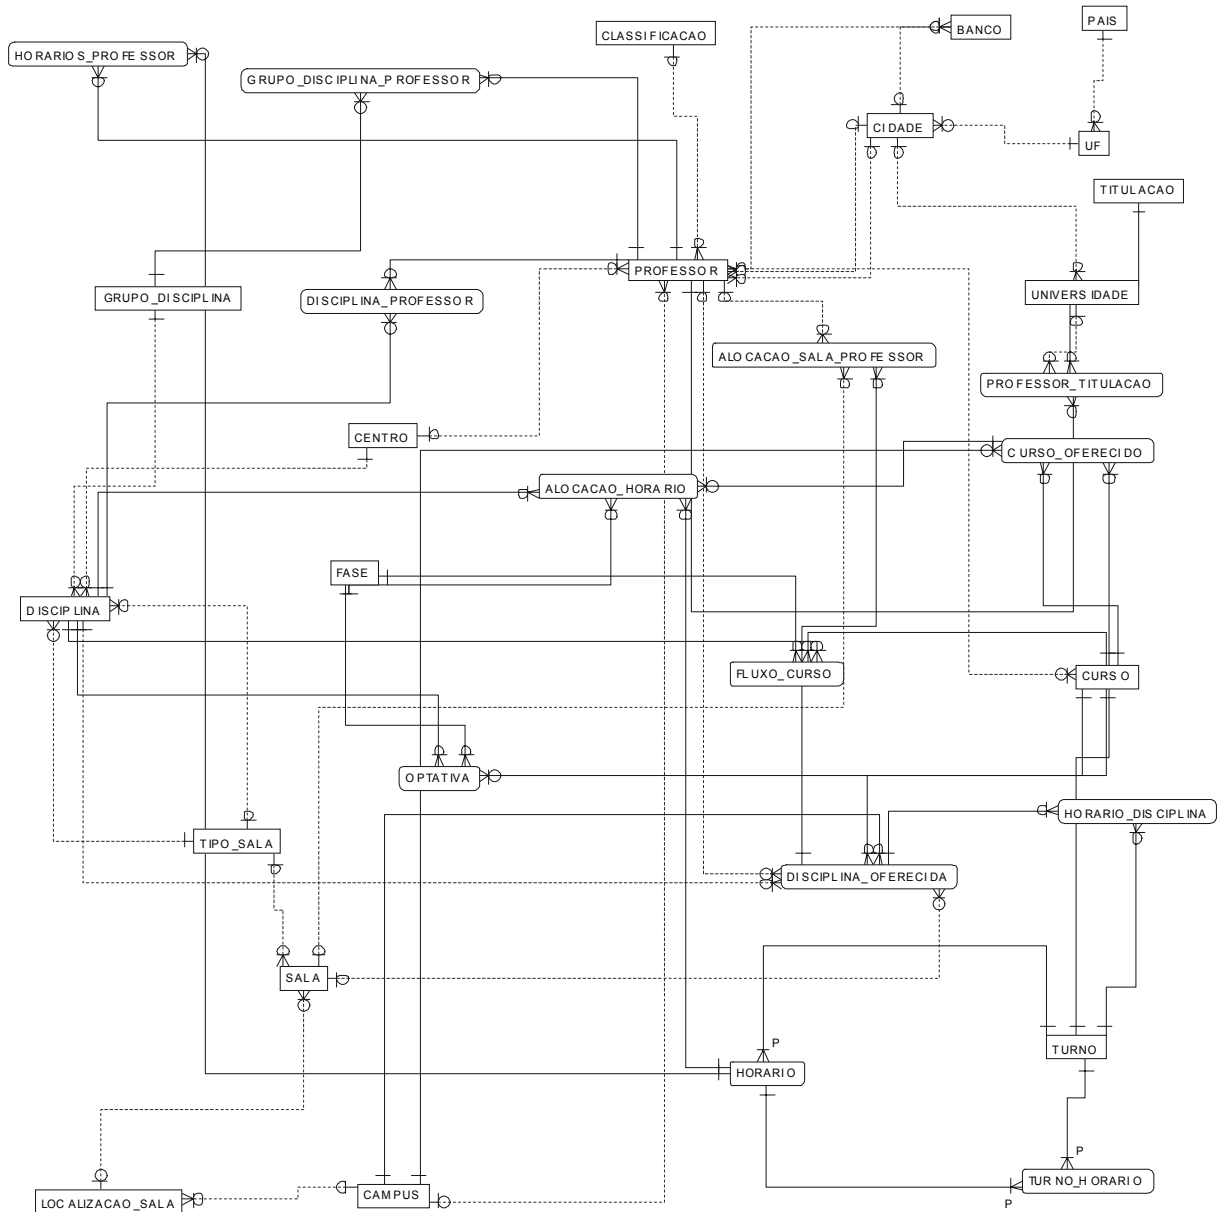 PAIS
BANCO
CLASSIFICACAO
HORARIOS_PROFESSOR
GRUPO_DISCIPLINA_PROFESSOR
CIDADE
UF
TITULACAO
PROFESSOR
GRUPO_DISCIPLINA
DISCIPLINA_PROFESSOR
UNIVERSIDADE
ALOCACAO_SALA_PROFESSOR
PROFESSOR_TITULACAO
CENTRO
CURSO_OFERECIDO
ALOCACAO_HORARIO
FASE
DISCIPLINA
FLUXO_CURSO
CURSO
OPTATIVA
HORARIO_DISCIPLINA
TIPO_SALA
DISCIPLINA_OFERECIDA
SALA
P
TURNO
HORARIO
P
TURNO_HORARIO
CAMPUS
LOCALIZACAO_SALA
P